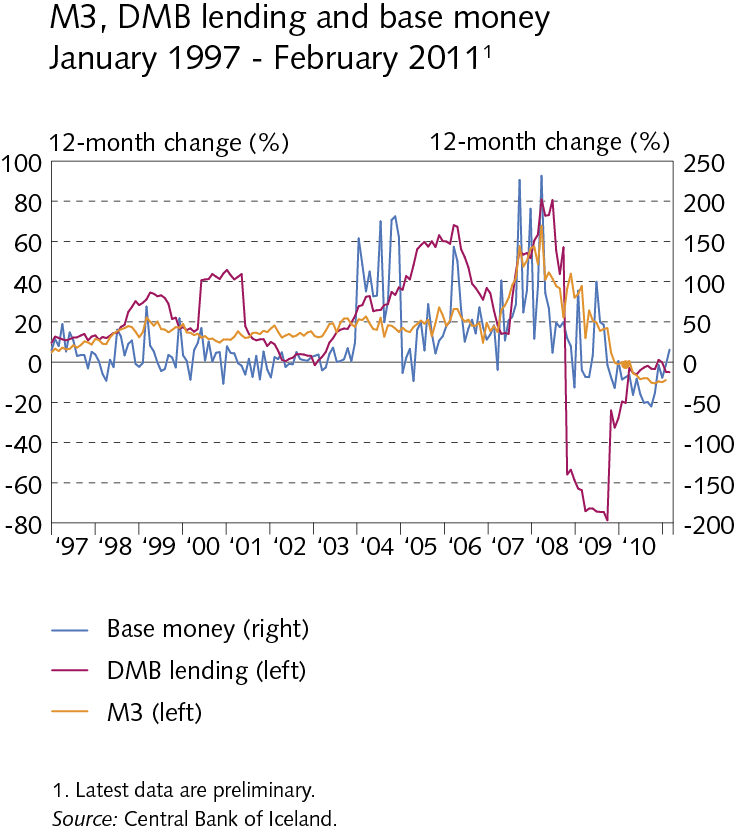 M3, DMB lending and base money
January 1997 - February 2011¹
12-month change (%) 12-month change (%)
100 250
80 200
60 150
40 100
20 50
0 0
-20 -50
-40 -100
-60 -150
-80 -200
‘97 ‘98 ‘99 ‘00 ‘01 ‘02 ‘03 ‘04 ‘05 ‘06 ‘07 ‘08 ‘09 ‘10
Base money (right)
DMB lending (left)
M3 (left)
1. Latest data are preliminary.
Source: Central Bank of Iceland.